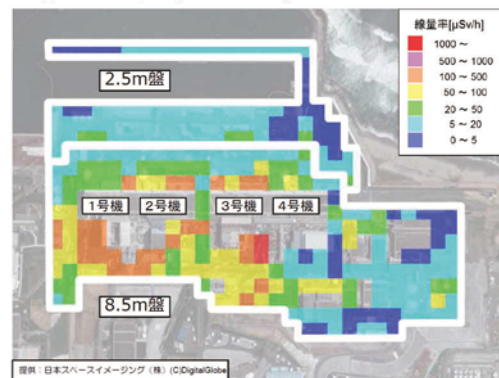 線量率[μSv/h]
1000～
500～1000
100～500
50～100
20～50
5～20
0～5
2.5m盤
1号機
2号機
3号機
4号機
8.5m盤
提供：日本スペースイメージング（株）(C)DigitalGlobe